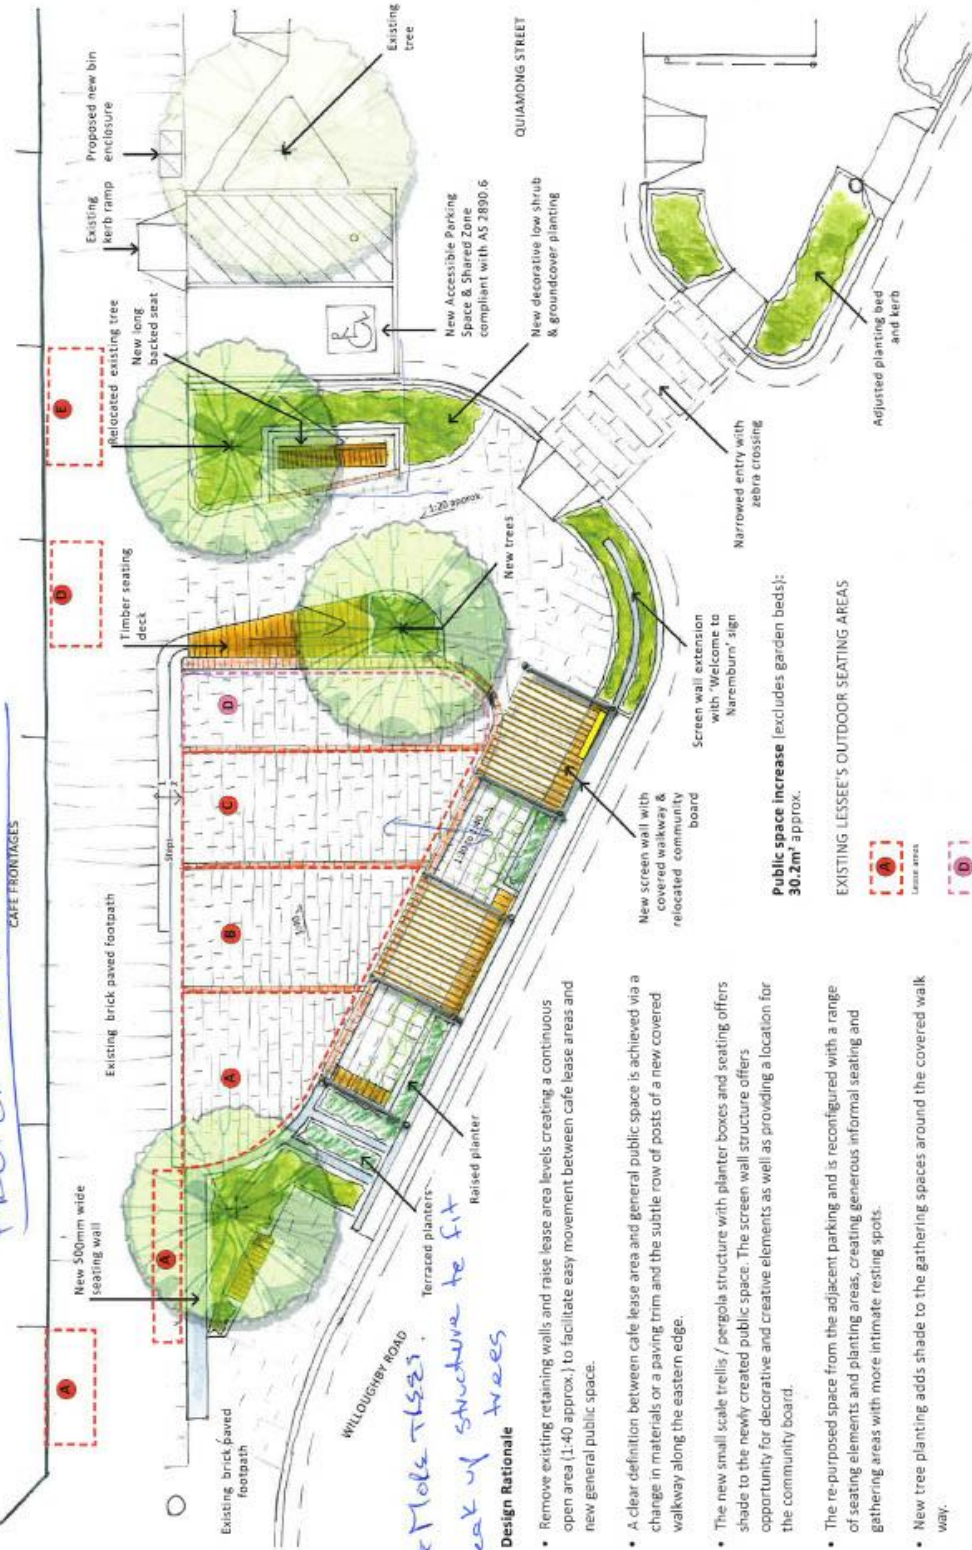 CAFE FRONTAGES
E
D
A
A
New 500mm wide
seating wall
Existing brick paved footpath
Steps
Timber seating
deck
Relocated existing tree
New long
backed seat
Existing
kerb ramp
Proposed new bin
enclosure
Existing
tree
A
B
C
D
1:20 approx.
New trees
New Accessible Parking
Space & Shared Zone
compliant with AS 2890.6
New decorative low shrub
& groundcover planting
QUIAMONG STREET
Existing brick paved
footpath
WILLOUGHBY ROAD
Terraced planters
Raised planter
New screen wall with
covered walkway &
relocated community
board
Screen wall extension
with 'Welcome to
Naremburn' sign
Narrowed entry with
zebra crossing
Adjusted planting bed
and kerb
structure to fit
trees
Design Rationale
• Remove existing retaining walls and raise lease area levels creating a continuous
open area (1:40 approx.) to facilitate easy movement between cafe lease areas and
new general public space.
• A clear definition between cafe lease area and general public space is achieved via a
change in materials or a paving trim and the subtle row of posts of a new covered
walkway along the eastern edge.
• The new small scale trellis / pergola structure with planter boxes and seating offers
shade to the newly created public space. The screen wall structure offers
opportunity for decorative and creative elements as well as providing a location for
the community board.
• The re-purposed space from the adjacent parking and is reconfigured with a range
of seating elements and planting areas, creating generous informal seating and
gathering areas with more intimate resting spots.
• New tree planting adds shade to the gathering spaces around the covered walk
way.
Public space increase (excludes garden beds):
30.2m² approx.
EXISTING LESSEE'S OUTDOOR SEATING AREAS
A
Lease areas
D